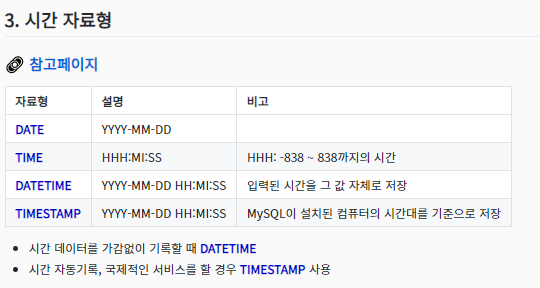 3. 시간 자료형
참고페이지
자료형 설명 비고
DATE YYYY-MM-DD
TIME HHH:MI:SS HHH: -838 ~ 838까지의 시간
DATETIME YYYY-MM-DD HH:MI:SS 입력된 시간을 그 값 자체로 저장
TIMESTAMP YYYY-MM-DD HH:MI:SS MySQL이 설치된 컴퓨터의 시간대를 기준으로 저장
• 시간 데이터를 가감없이 기록할 때 DATETIME
• 시간 자동기록, 국제적인 서비스를 할 경우 TIMESTAMP 사용